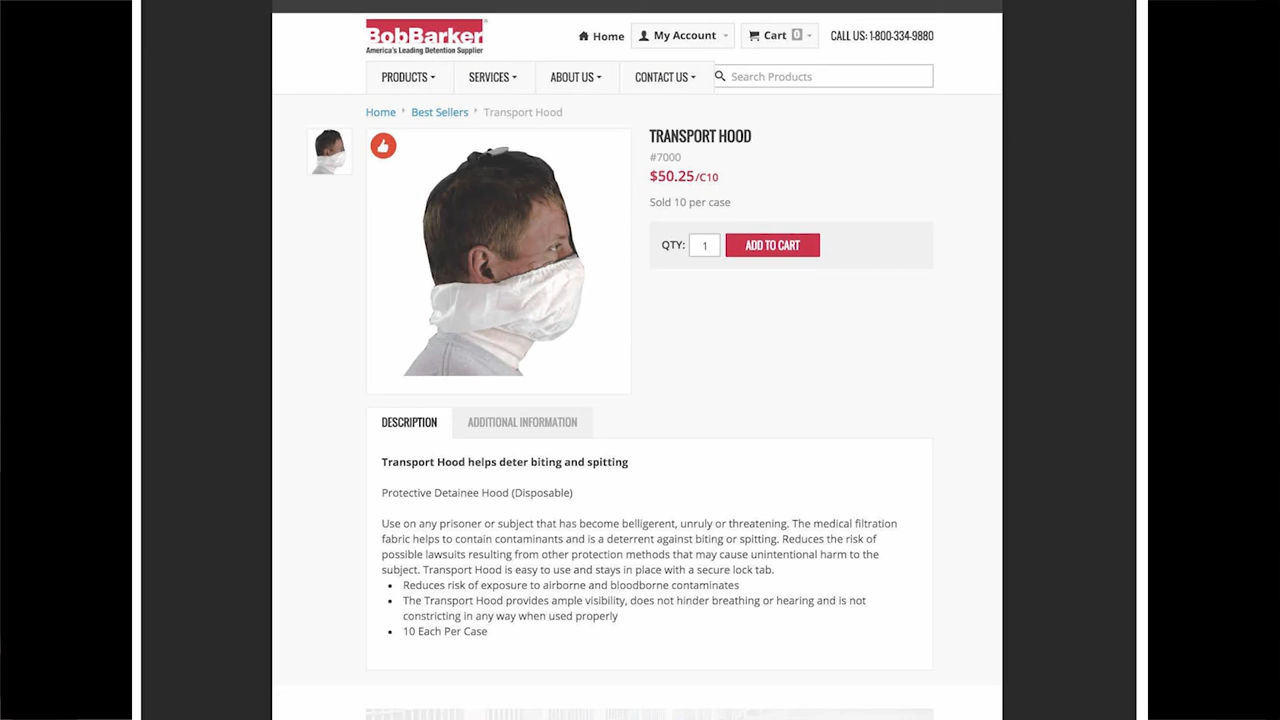 BobBarker®
America's Leading Detention Supplier
Home My Account Cart 0 CALL US: 1-800-334-9880
PRODUCTS SERVICES ABOUT US CONTACT US Search Products
Home Best Sellers Transport Hood
TRANSPORT HOOD
#7000
$50.25/C10
Sold 10 per case
QTY: 1 ADD TO CART
DESCRIPTION ADDITIONAL INFORMATION
Transport Hood helps deter biting and spitting
Protective Detainee Hood (Disposable)
Use on any prisoner or subject that has become belligerent, unruly or threatening. The medical filtration
fabric helps to contain contaminants and is a deterrent against biting or spitting. Reduces the risk of
possible lawsuits resulting from other protection methods that may cause unintentional harm to the
subject. Transport Hood is easy to use and stays in place with a secure lock tab.
• Reduces risk of exposure to airborne and bloodborne contaminates
• The Transport Hood provides ample visibility, does not hinder breathing or hearing and is not
constricting in any way when used properly
• 10 Each Per Case